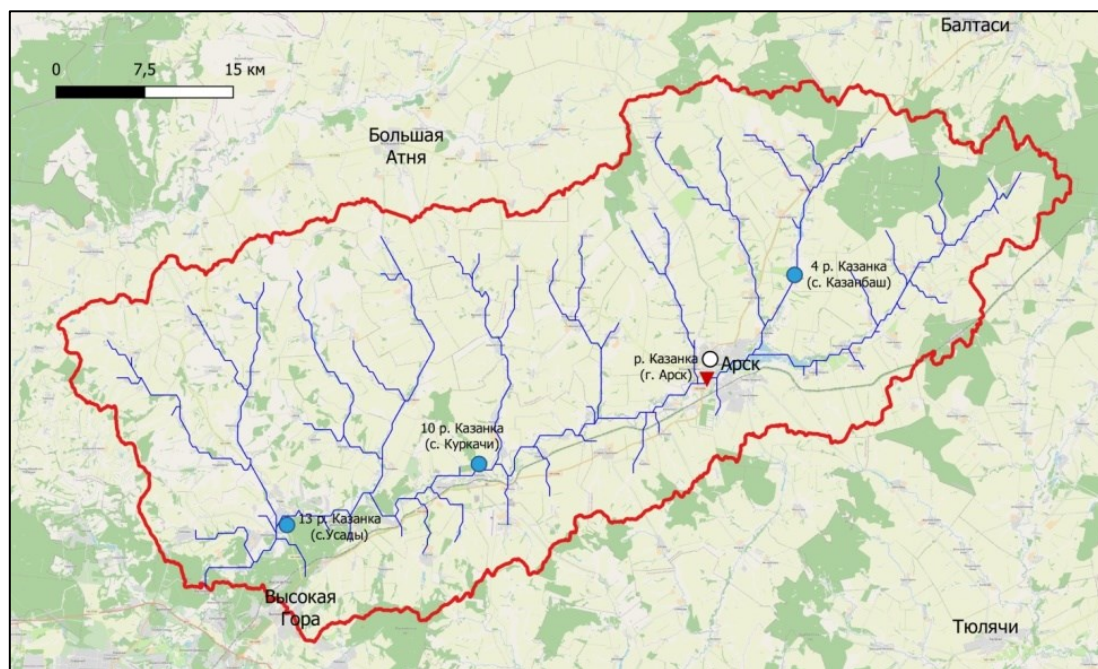 Балтаси
0 7,5 15 км
Большая
Атня
4 р. Казанка
(с. Казанбаш)
р. Казанка
(г. Арск)
Арск
10 р. Казанка
(с. Куркачи)
13 р. Казанка
(с.Усады)
Высокая
Гора
Тюлячи